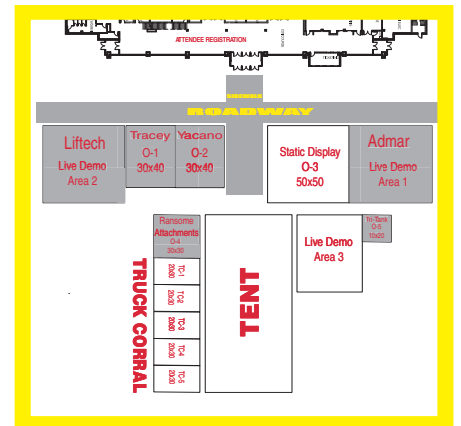 ATTENDEE REGISTRATION
SIDEWALK
ROADWAY
Liftech
Live Demo
Area 2
Tracey
O-1
30x40
Yacano
O-2
30x40
Static Display
O-3
50x50
Admar
Live Demo
Area 1
Ransome
Attachments
O-4
30x30
TC-1
20x30
TC-2
20x30
TC-3
20x30
TC-4
20x30
TC-5
20x30
TRUCK CORRAL
TENT
Live Demo
Area 3
Tri-Tank
O-5
10x20